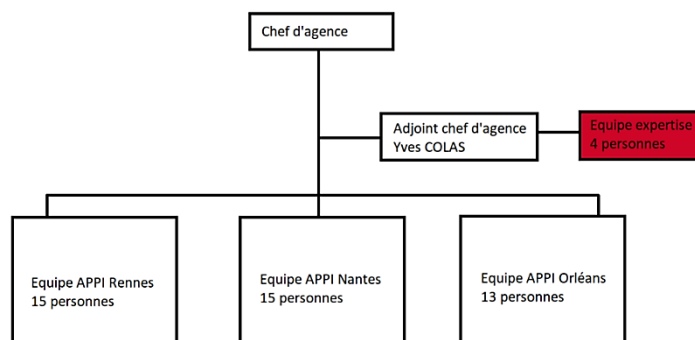 Chef d'agence
Adjoint chef d'agence
Yves COLAS
Equipe expertise
4 personnes
Equipe APPI Rennes
15 personnes
Equipe APPI Nantes
15 personnes
Equipe APPI Orléans
13 personnes